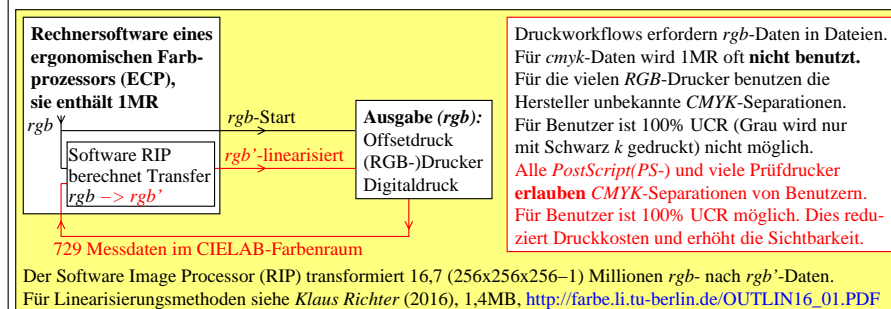 Rechnersoftware eines
ergonomischen Farb-
prozessors (ECP),
sie enthält 1MR
rgb
rgb-Start
Software RIP
berechnet Transfer
rgb –> rgb’
rgb’-linearisiert
Ausgabe (rgb):
Offsetdruck
(RGB-)Drucker
Digitaldruck
729 Messdaten im CIELAB-Farbenraum
Druckworkflows erfordern rgb-Daten in Dateien.
Für cmyk-Daten wird 1MR oft nicht benutzt.
Für die vielen RGB-Drucker benutzen die
Hersteller unbekannte CMYK-Separationen.
Für Benutzer ist 100% UCR (Grau wird nur
mit Schwarz k gedruckt) nicht möglich.
Alle PostScript(PS-) und viele Prüfdrucker
erlauben CMYK-Separationen von Benutzern.
Für Benutzer ist 100% UCR möglich. Dies redu-
ziert Druckkosten und erhöht die Sichtbarkeit.
Der Software Image Processor (RIP) transformiert 16,7 (256x256x256–1) Millionen rgb- nach rgb’-Daten.
Für Linearisierungsmethoden siehe Klaus Richter (2016), 1,4MB, http://farbe.li.tu-berlin.de/OUTLIN16_01.PDF